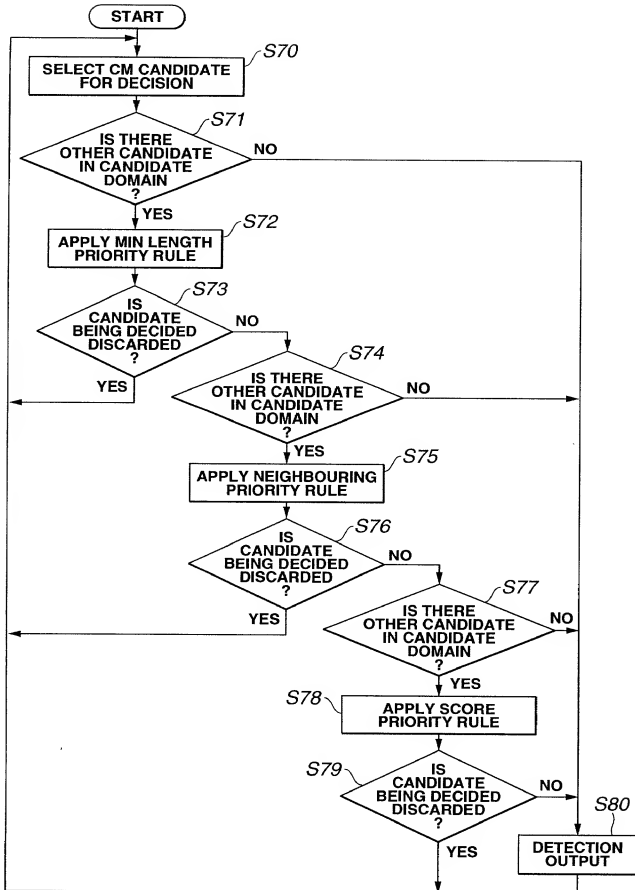 START
S70
SELECT CM CANDIDATE
FOR DECISION
S71
IS THERE
OTHER CANDIDATE
IN CANDIDATE
DOMAIN
?
NO
YES
S72
APPLY MIN LENGTH
PRIORITY RULE
S73
IS
CANDIDATE
BEING DECIDED
DISCARDED
?
NO
YES
S74
IS THERE
OTHER CANDIDATE
IN CANDIDATE
DOMAIN
?
NO
YES
S75
APPLY NEIGHBOURING
PRIORITY RULE
S76
IS
CANDIDATE
BEING DECIDED
DISCARDED
?
NO
YES
S77
IS THERE
OTHER CANDIDATE
IN CANDIDATE
DOMAIN
?
NO
YES
S78
APPLY SCORE
PRIORITY RULE
S79
IS
CANDIDATE
BEING DECIDED
DISCARDED
?
NO
YES
S80
DETECTION
OUTPUT